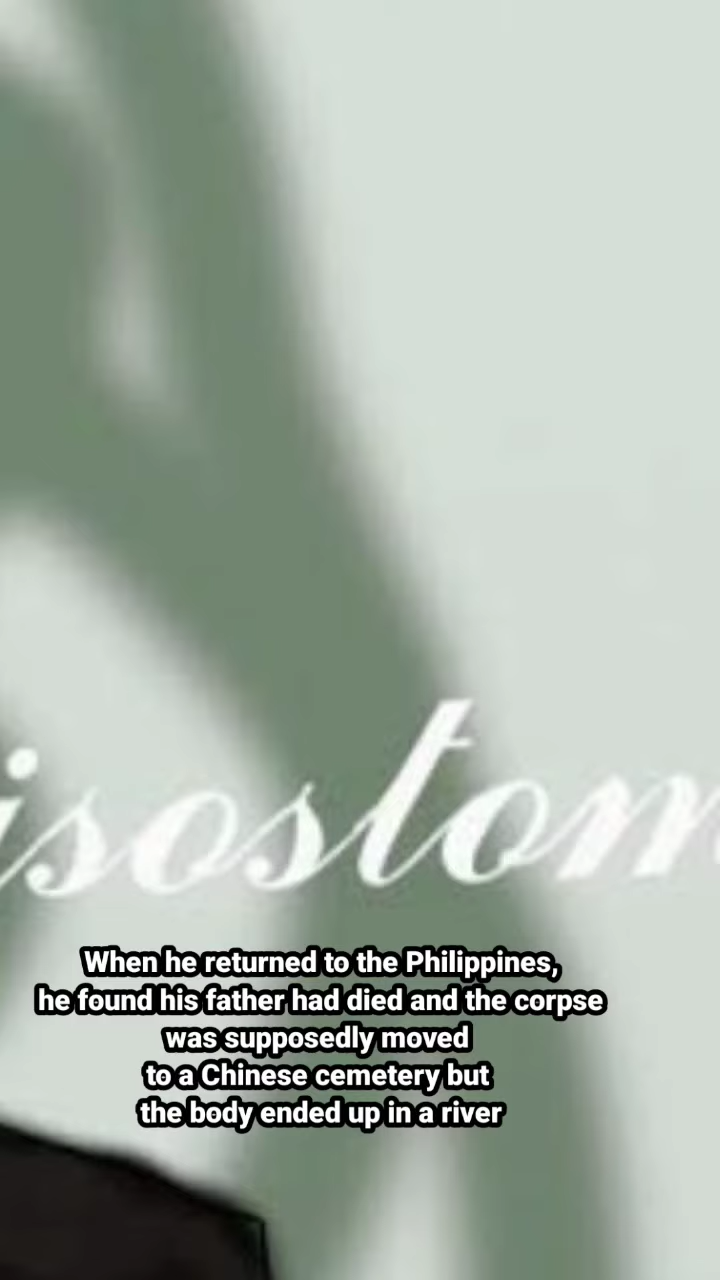 isostom
When he returned to the Philippines,
he found his father had died and the corpse
was supposedly moved
to a Chinese cemetery but
the body ended up in a river